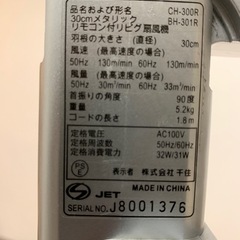 品名および形名 CH-300R
30cmメタリック BH-301R
リモコン付リビング扇風機
羽根の大きさ(直径) 30cm
風速(最高速度の場合)
50Hz 130m/min 60Hz 130m/min
風量(最高速度の場合)
50Hz 30m³/min 60Hz 33m³/min
首振りの角度 90度
質量 5.2kg
コードの長さ 1.8m
定格電圧 AC100V
定格周波数 50Hz/60Hz
定格消費電力 32W/31W
表示者 株式会社 千住
PS E
JET MADE IN CHINA
SERIAL NO. J8001376